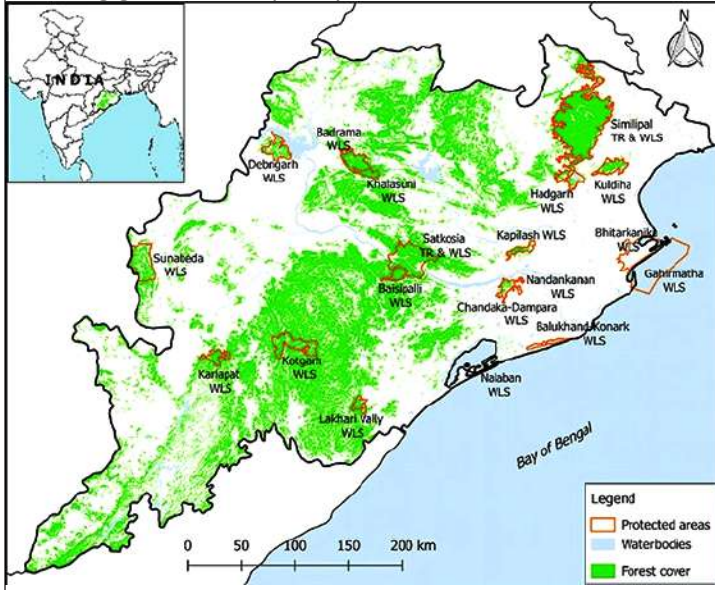 INDIA
N
Similipal
TR & WLS
Badrama
WLS
Debrigarh
WLS
Khalasuni
WLS
Hadgarh
WLS
Kuldiha
WLS
Satkosia
TR & WLS
Kapilash
WLS
Bhitarkanika
WLS
Gahirmatha
WLS
Sunabeda
WLS
Baisipalli
WLS
Nandankanan
WLS
Chandaka-Dampara
WLS
Balukhand-Konark
WLS
Karlapat
WLS
Kotgarh
WLS
Nalaban
WLS
Lakhari Vally
WLS
Bay of Bengal
Legend
Protected areas
Waterbodies
Forest cover
0 50 100 150 200 km